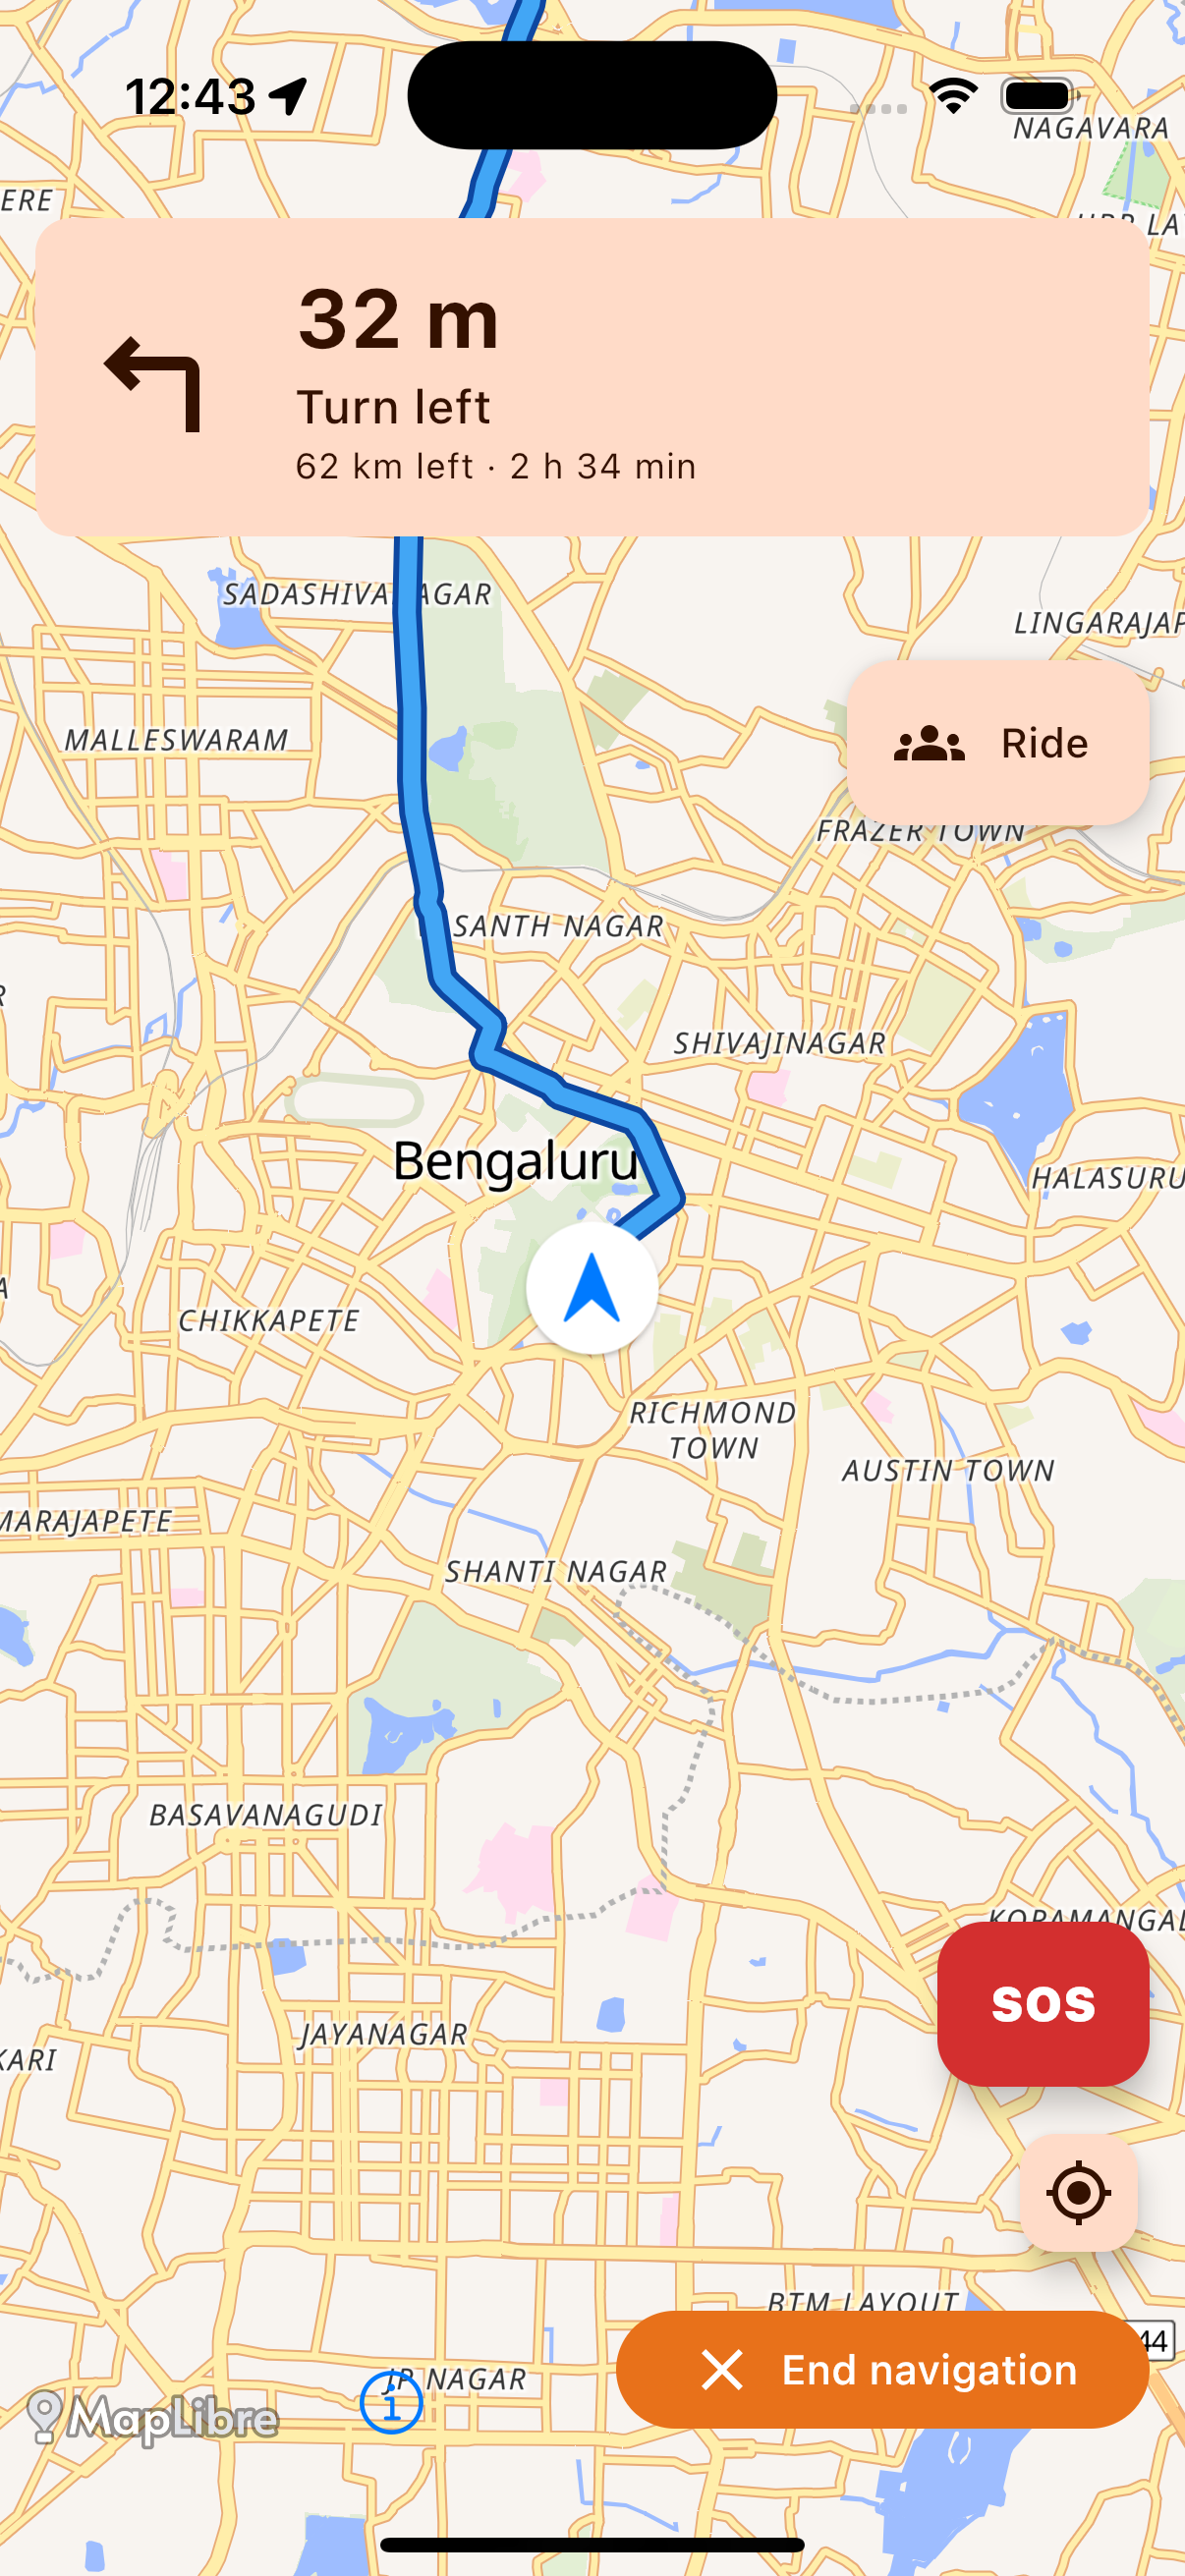 12:43
NAGAVARA
ERE
32 m
Turn left
62 km left · 2 h 34 min
SADASHIVANAGAR
LINGARAJAP
MALLESWARAM
Ride
FRAZER TOWN
SANTH NAGAR
SHIVAJINAGAR
Bengaluru
HALASURU
CHIKKAPETE
RICHMOND
TOWN
AUSTIN TOWN
MARAJAPETE
SHANTI NAGAR
BASAVANAGUDI
KORAMANGAL
SOS
JAYANAGAR
KARI
BTM LAYOUT
44
End navigation
JP NAGAR
MapLibre